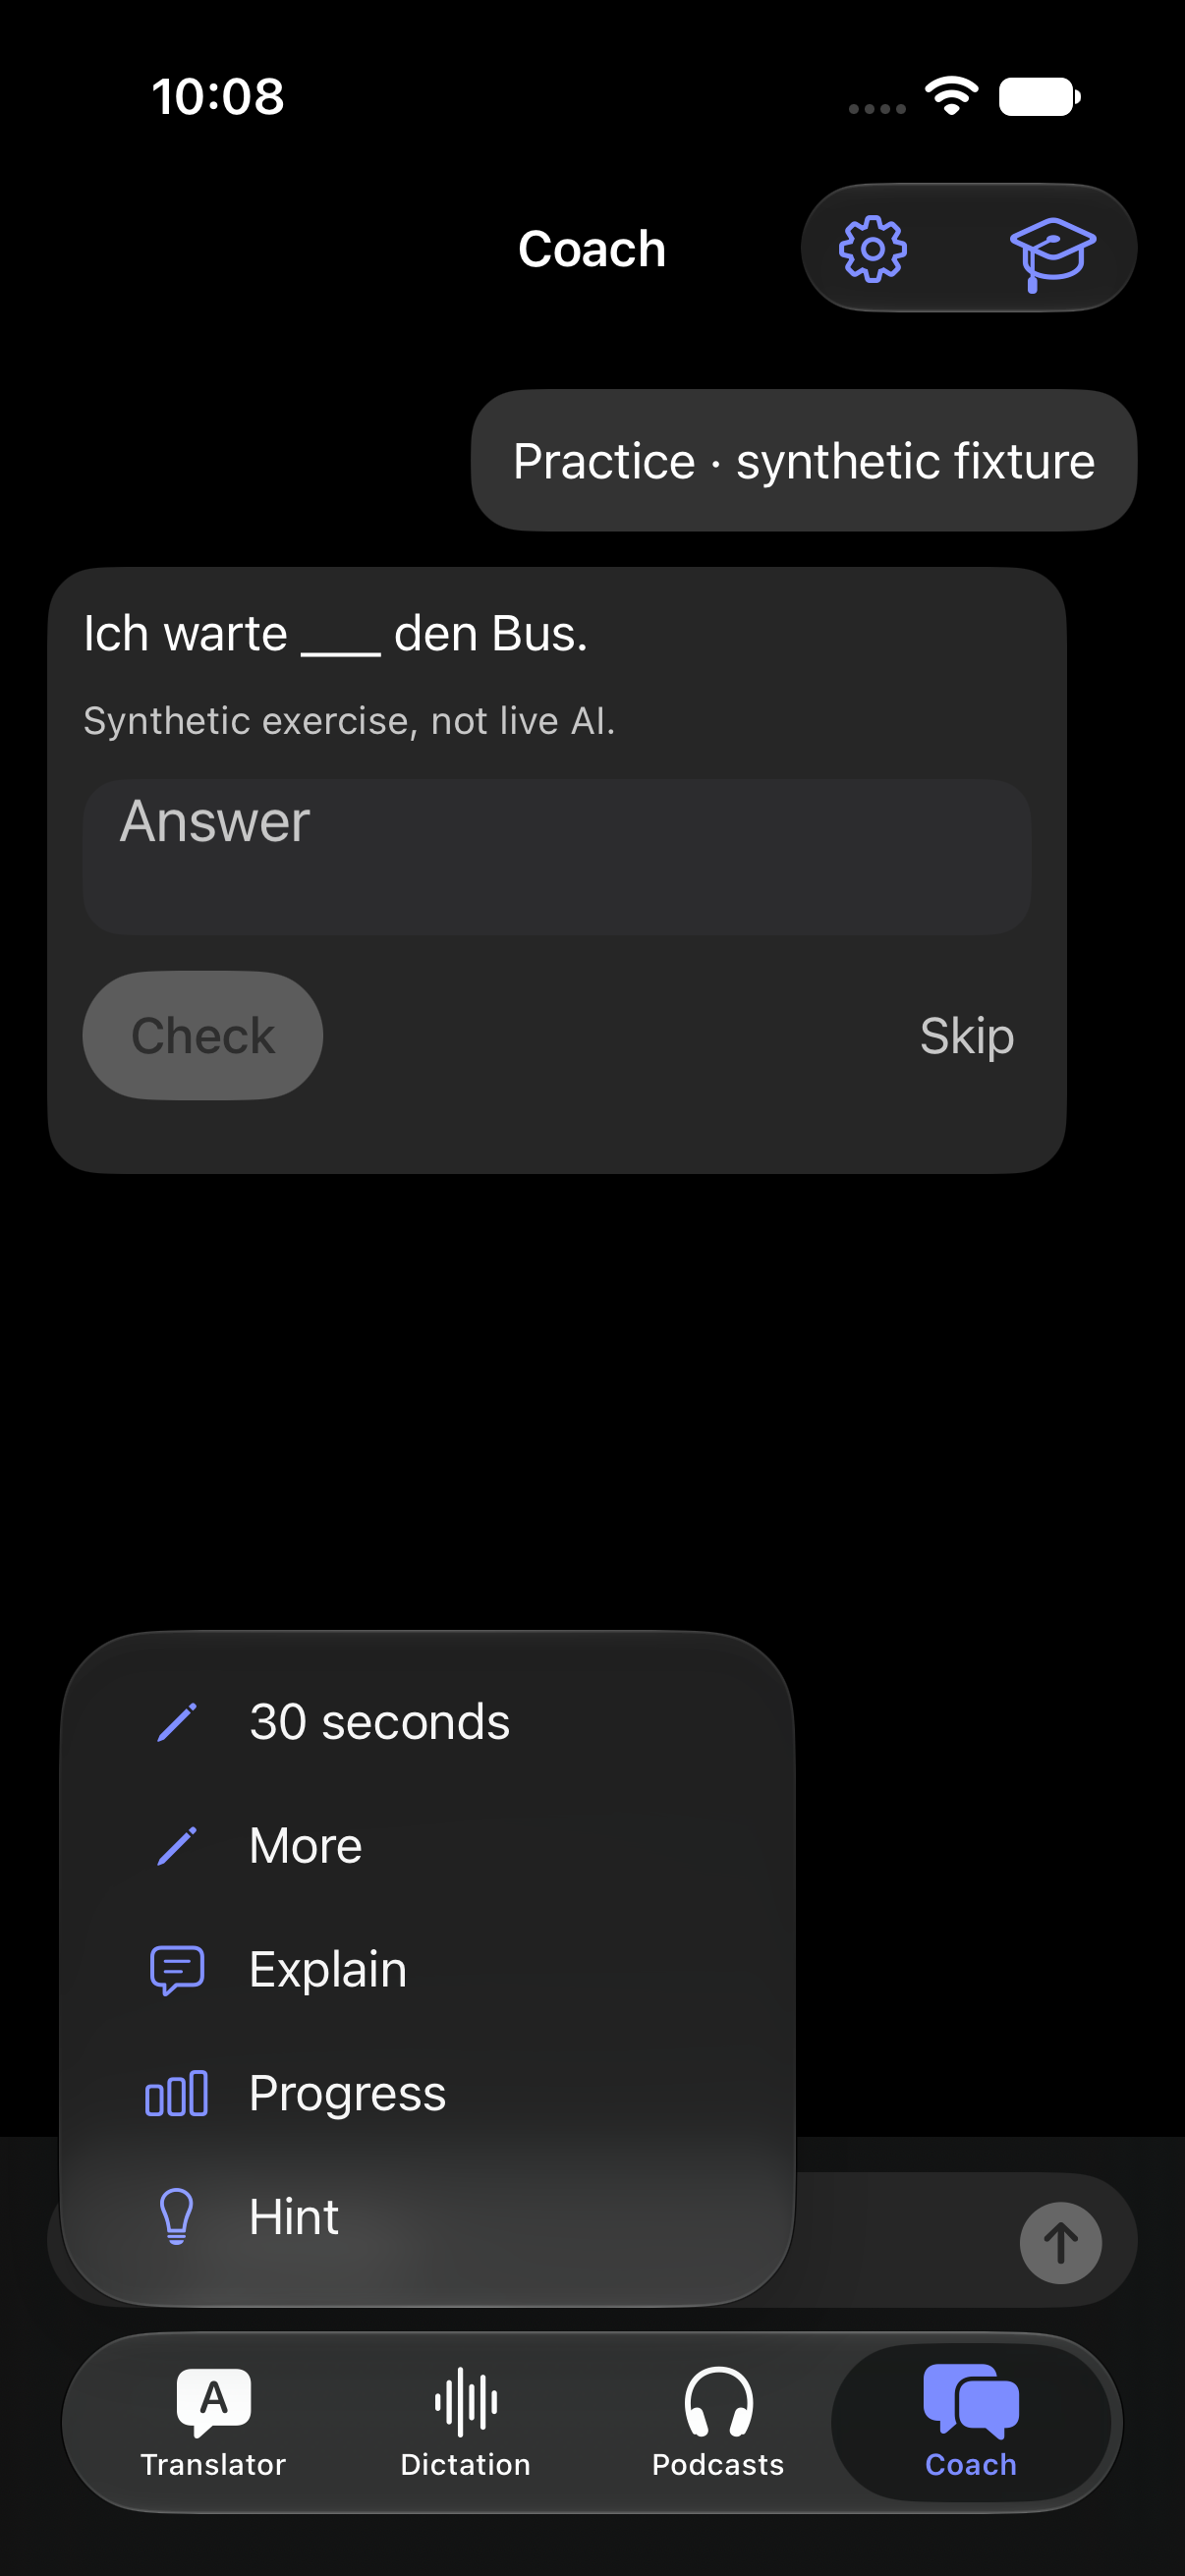 10:08
Coach
Practice · synthetic fixture
Ich warte ____ den Bus.
Synthetic exercise, not live AI.
Answer
Check
Skip
30 seconds
More
Explain
Progress
Hint
A
Translator
Dictation
Podcasts
Coach